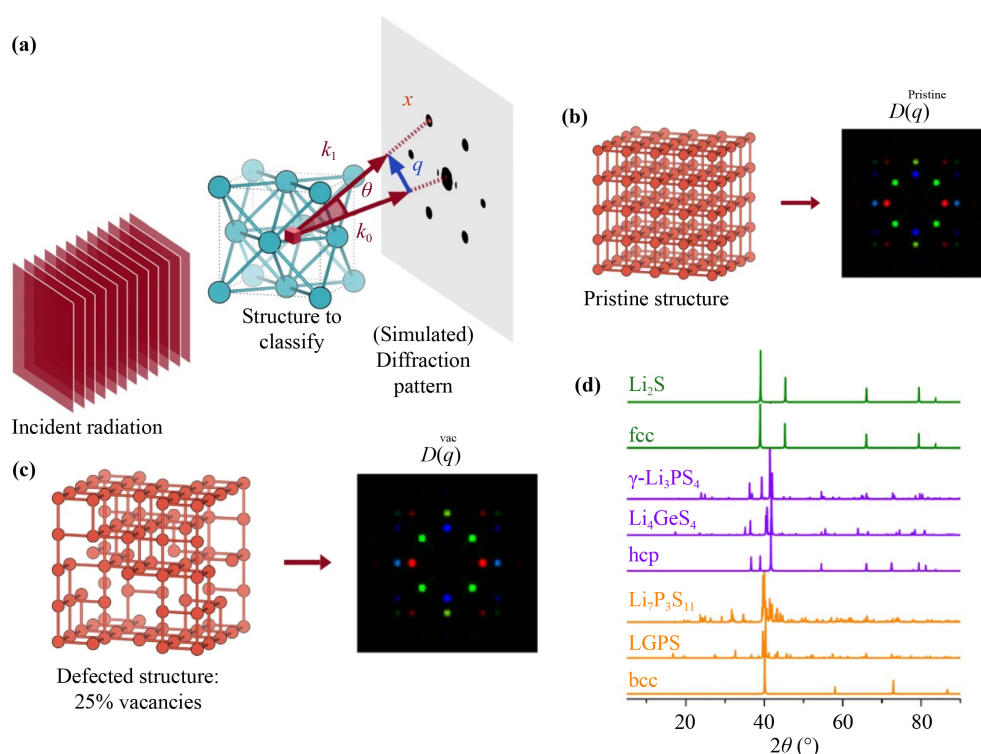 (a)
x
k1
q
θ
k0
Structure to
classify
(Simulated)
Diffraction
pattern
Incident radiation
(b)
Pristine
D(q)
Pristine structure
(c)
vac
D(q)
Defected structure:
25% vacancies
(d)
Li₂S
fcc
γ-Li₃PS₄
Li₄GeS₄
hcp
Li₇P₃S₁₁
LGPS
bcc
20 40 60 80
2θ (°)